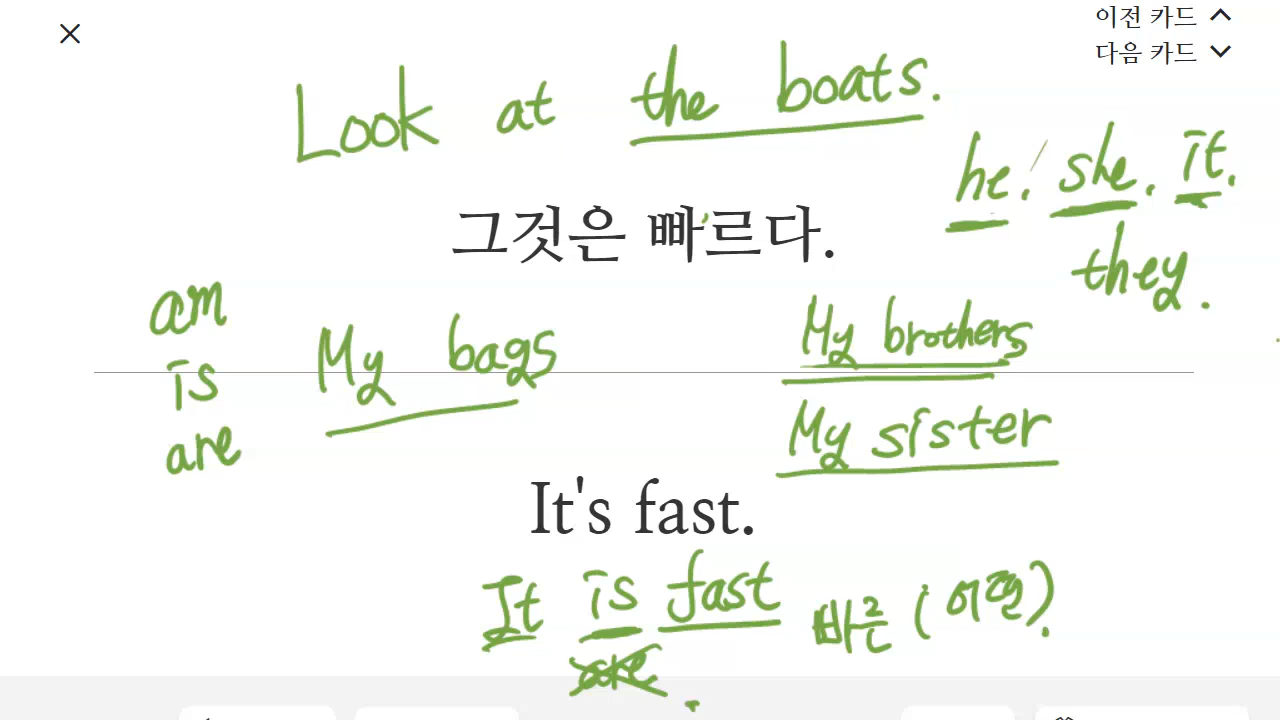 이전 카드
다음 카드
Look at the boats.
he. she. it.
they.
그것은 빠르다.
am
is
are
My bags
My brothers
My sister
It's fast.
It is fast 빠른 (
are